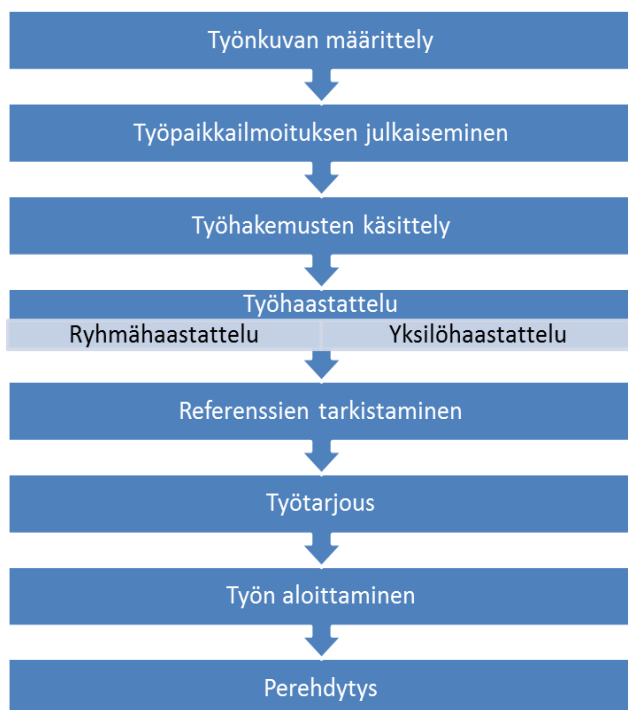 Työnkuvan määrittely
Työpaikkailmoituksen julkaiseminen
Työhakemusten käsittely
Työhaastattelu
Ryhmähaastattelu Yksilöhaastattelu
Referenssien tarkistaminen
Työtarjous
Työn aloittaminen
Perehdytys